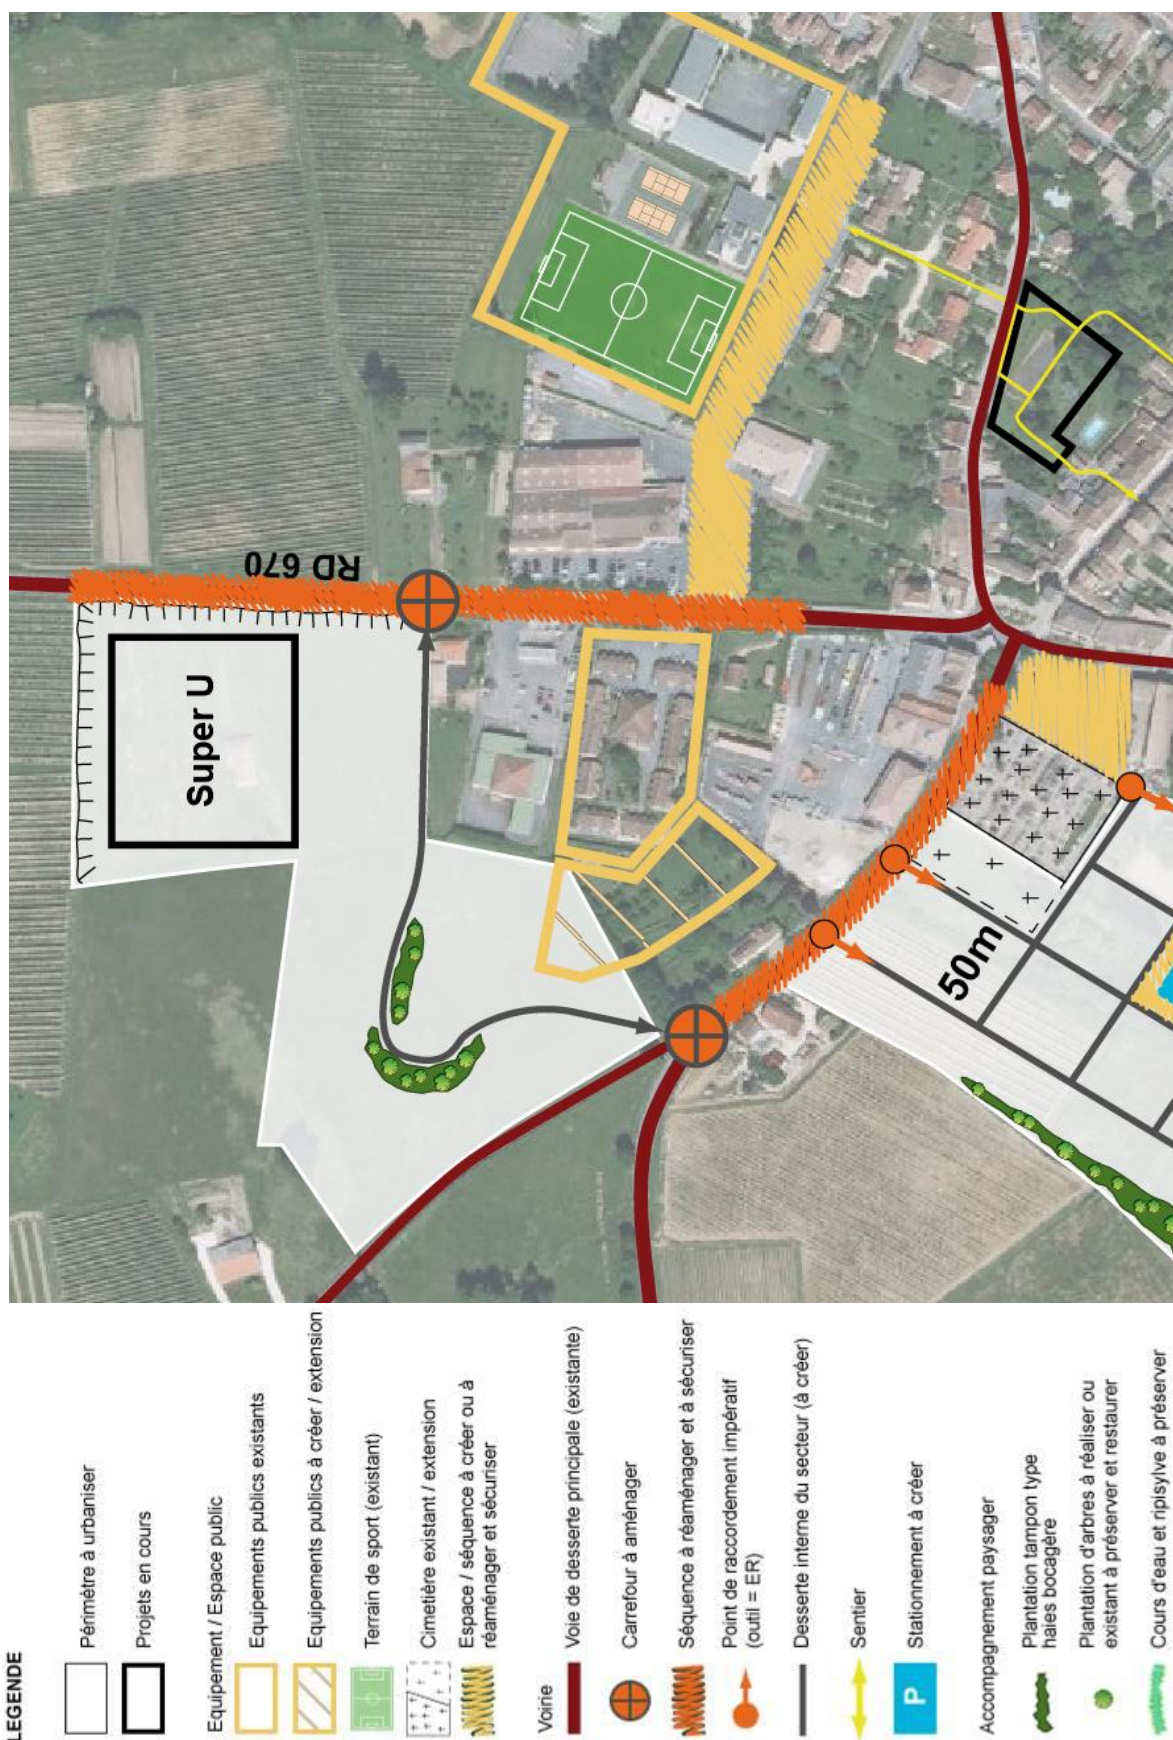 RD 670
Super U
50m
LEGENDE
Périmètre à urbaniser
Projets en cours
Equipement / Espace public
Equipements publics existants
Equipements publics à créer / extension
Terrain de sport (existant)
Cimetière existant / extension
Espace / séquence à créer ou à
réaménager et sécuriser
Voirie
Voie de desserte principale (existante)
Carrefour à aménager
Séquence à réaménager et à sécuriser
Point de raccordement impératif
(outil = ER)
Desserte interne du secteur (à créer)
Sentier
P
Stationnement à créer
Accompagnement paysager
Plantation tampon type
haies bocagère
Plantation d'arbres à réaliser ou
existant à préserver et restaurer
Cours d'eau et ripisylve à préserver